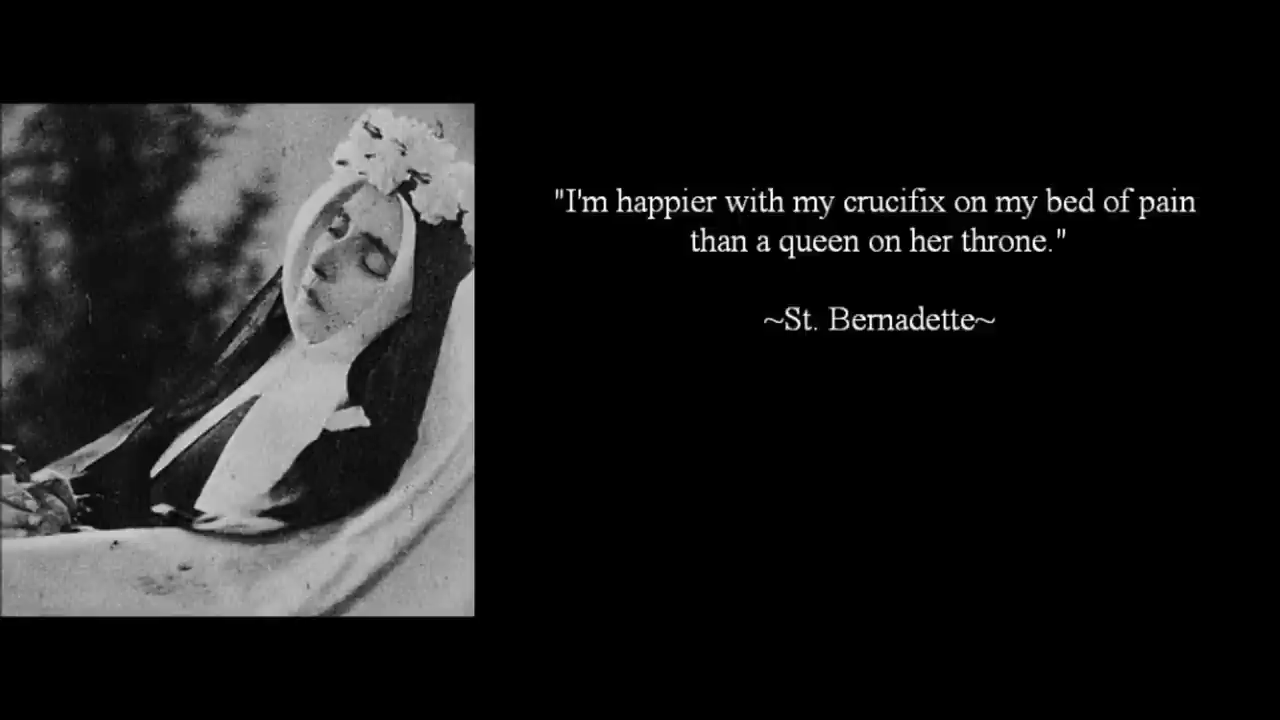 "I'm happier with my crucifix on my bed of pain
than a queen on her throne."
~St. Bernadette~